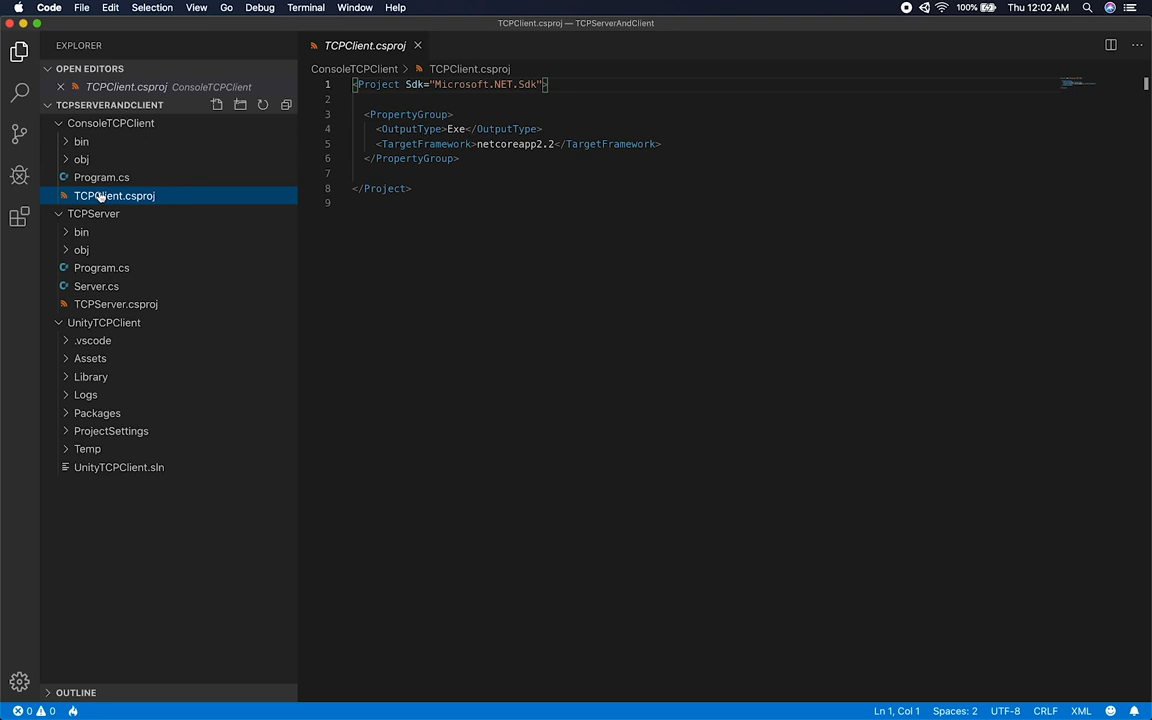 Code File Edit Selection View Go Debug Terminal Window Help 100% Thu 12:02 AM
TCPClient.csproj — TCPServerAndClient
EXPLORER
OPEN EDITORS
TCPClient.csproj ConsoleTCPClient
TCPSERVERANDCLIENT
ConsoleTCPClient
bin
obj
Program.cs
TCPClient.csproj
TCPServer
bin
obj
Program.cs
Server.cs
TCPServer.csproj
UnityTCPClient
.vscode
Assets
Library
Logs
Packages
ProjectSettings
Temp
UnityTCPClient.sln
OUTLINE
TCPClient.csproj
ConsoleTCPClient > TCPClient.csproj
1 <Project Sdk="Microsoft.NET.Sdk">
2
3 <PropertyGroup>
4 <OutputType>Exe</OutputType>
5 <TargetFramework>netcoreapp2.2</TargetFramework>
6 </PropertyGroup>
7
8 </Project>
9
0 0 Ln 1, Col 1 Spaces: 2 UTF-8 CRLF XML